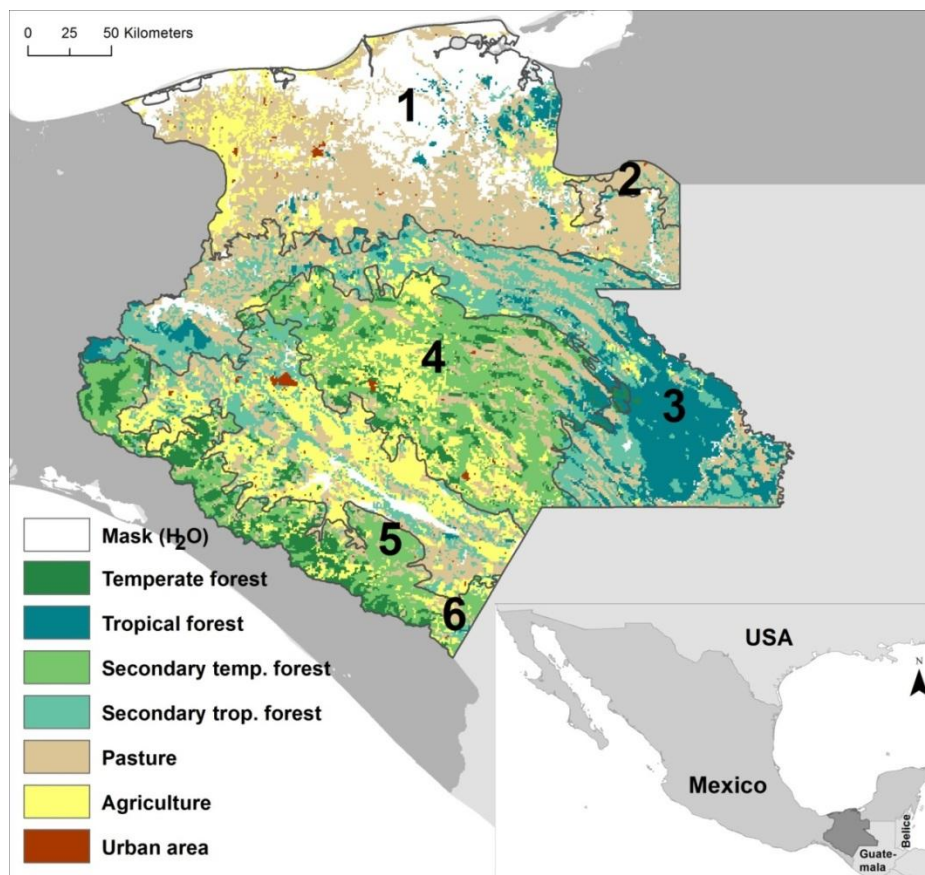 0 25 50 Kilometers
1
2
3
4
5
6
Mask (H₂O)
Temperate forest
Tropical forest
Secondary temp. forest
Secondary trop. forest
Pasture
Agriculture
Urban area
USA
N
Mexico
Belice
Guate-
mala